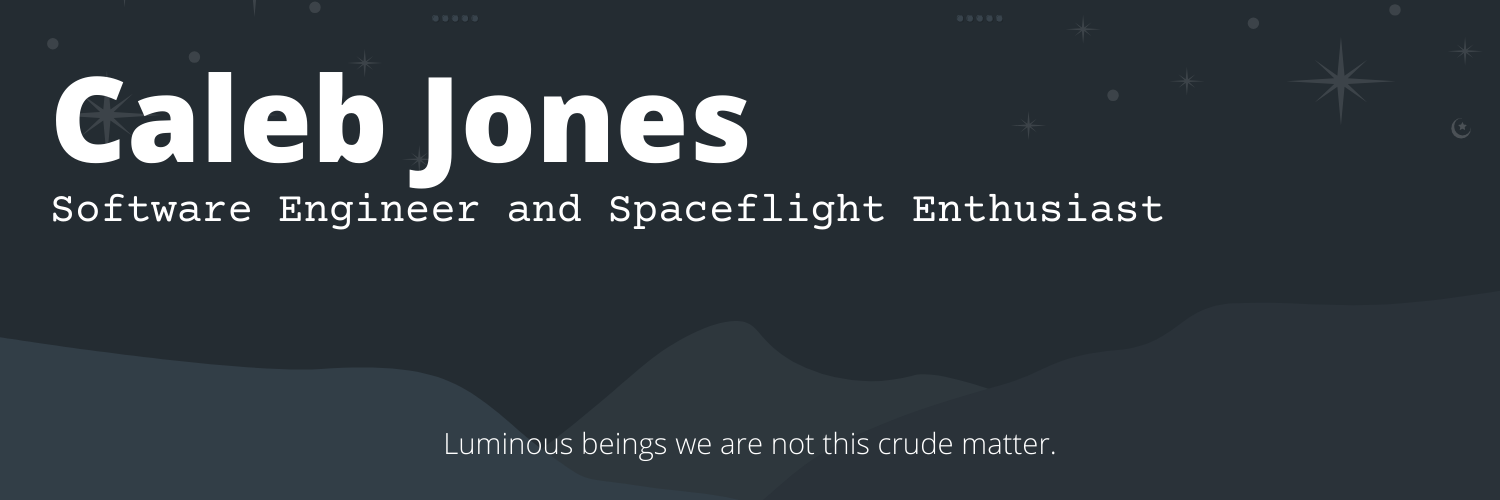 Caleb Jones
Software Engineer and Spaceflight Enthusiast
Luminous beings we are not this crude matter.